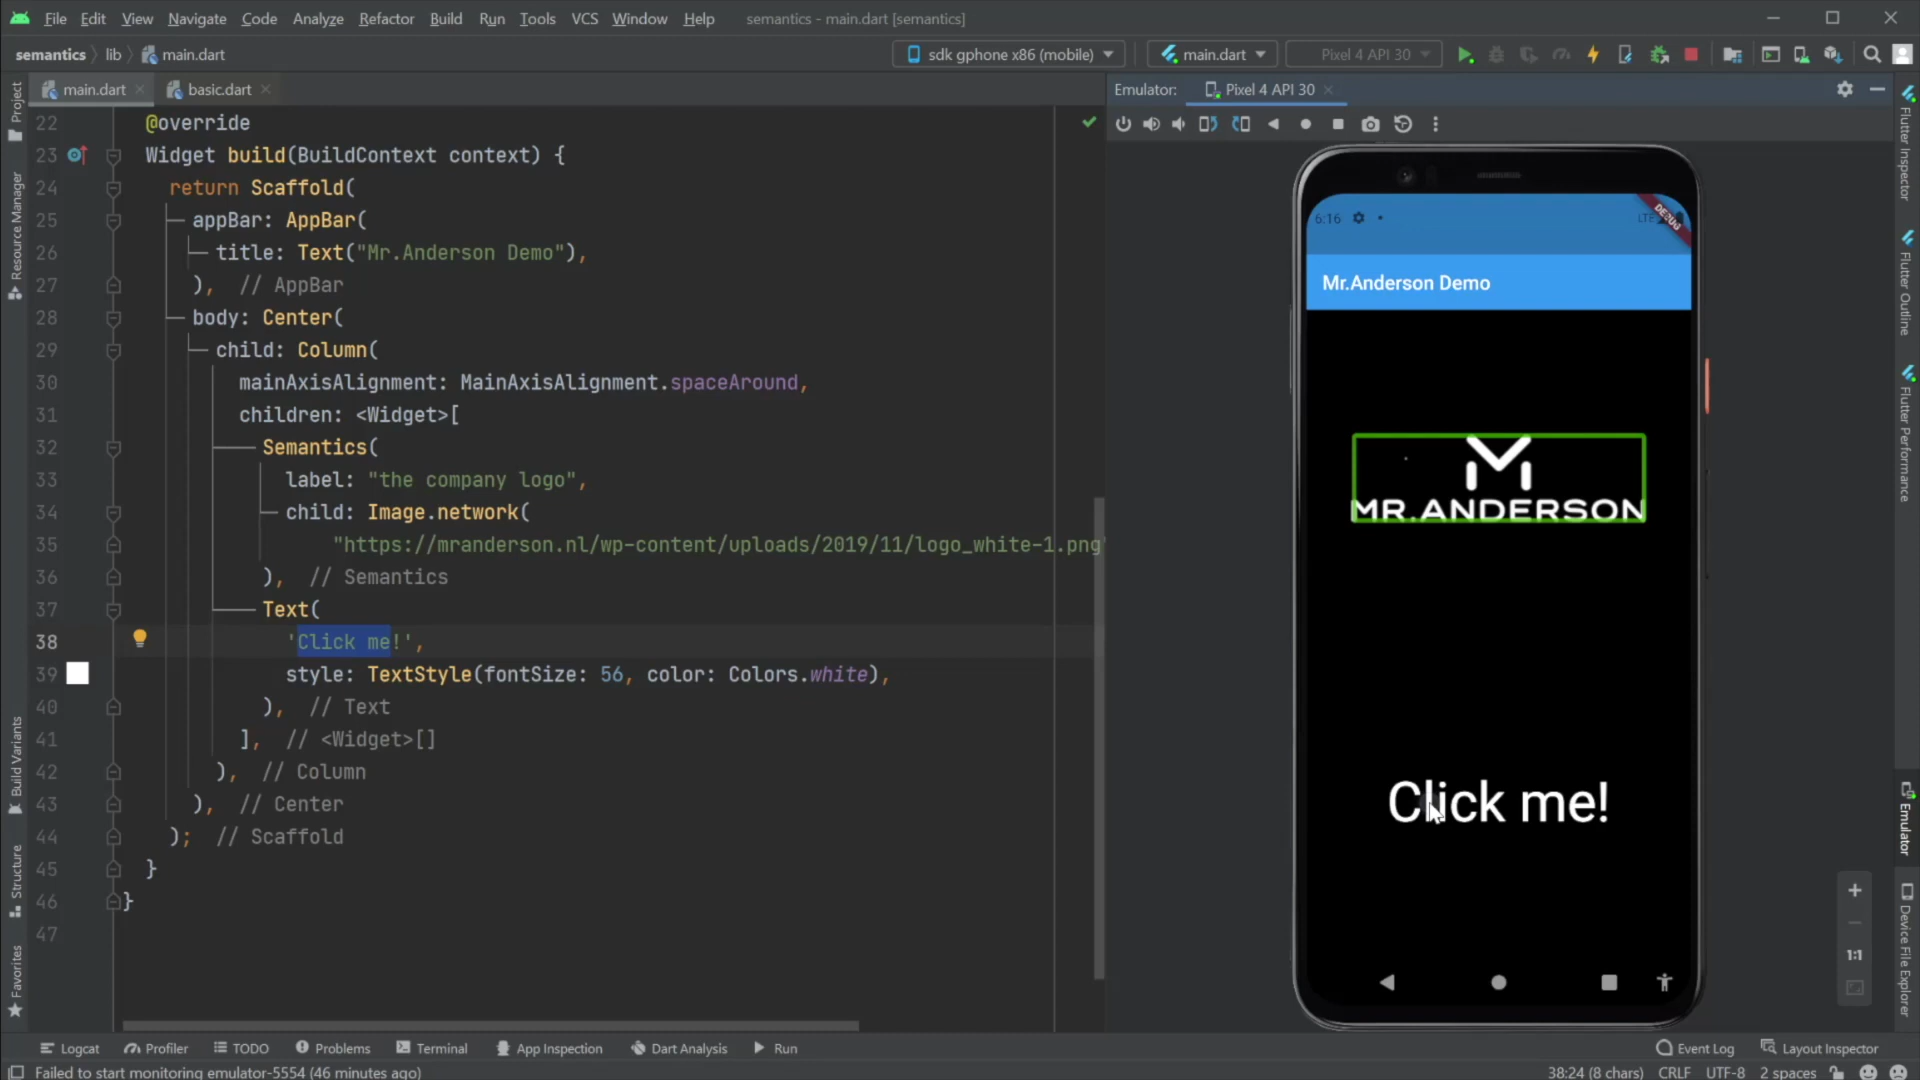 File Edit View Navigate Code Analyze Refactor Build Run Tools VCS Window Help semantics - main.dart [semantics]
semantics lib main.dart sdk gphone x86 (mobile) main.dart Pixel 4 API 30
main.dart basic.dart Emulator: Pixel 4 API 30
Project
Resource Manager
Build Variants
Structure
Favorites
22 @override
23 Widget build(BuildContext context) {
24 return Scaffold(
25 appBar: AppBar(
26 title: Text("Mr.Anderson Demo"),
27 ), // AppBar
28 body: Center(
29 child: Column(
30 mainAxisAlignment: MainAxisAlignment.spaceAround,
31 children: <Widget>[
32 Semantics(
33 label: "the company logo",
34 child: Image.network(
35 "https://mranderson.nl/wp-content/uploads/2019/11/logo_white-1.png"
36 ), // Semantics
37 Text(
38 'Click me!',
39 style: TextStyle(fontSize: 56, color: Colors.white),
40 ), // Text
41 ], // <Widget>[]
42 ), // Column
43 ), // Center
44 ); // Scaffold
45 }
46 }
47
6:16 LTE DEBUG
Mr.Anderson Demo
MR.ANDERSON
Click me!
1:1
Flutter Inspector
Flutter Outline
Flutter Performance
Emulator
Device File Explorer
Logcat Profiler TODO Problems Terminal App Inspection Dart Analysis Run Event Log Layout Inspector
Failed to start monitoring emulator-5554 (46 minutes ago) 38:24 (8 chars) CRLF UTF-8 2 spaces